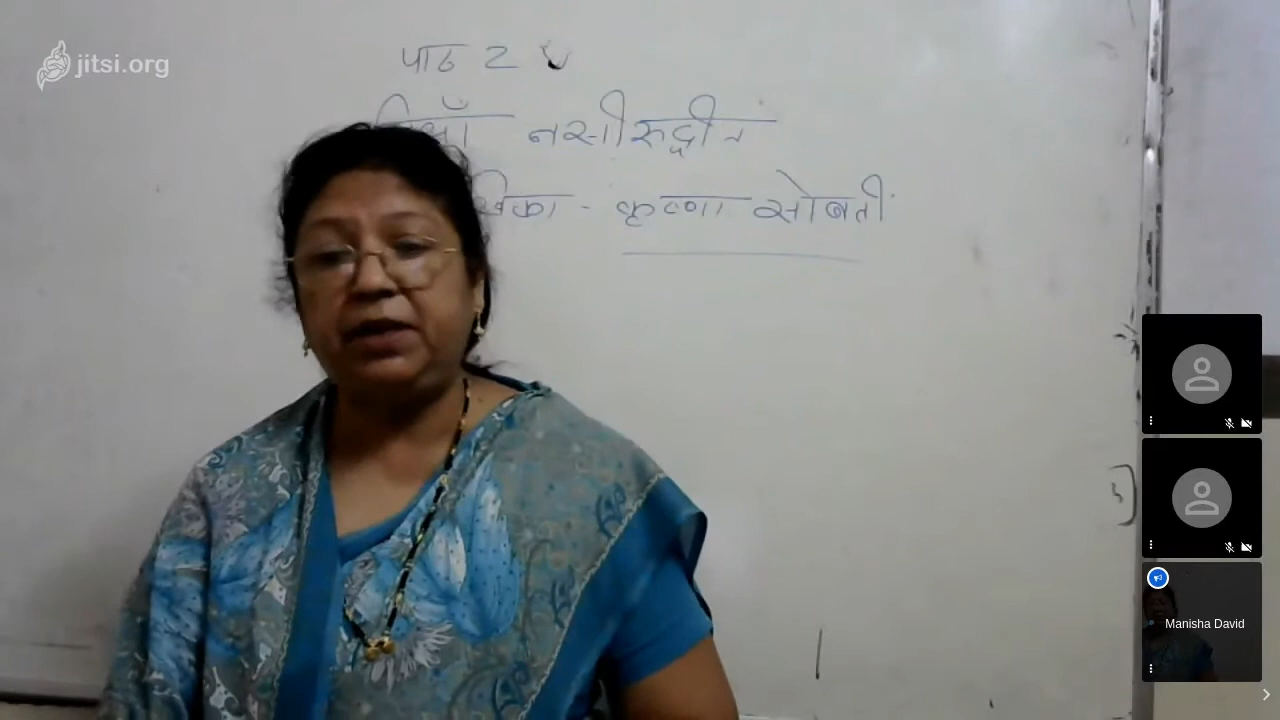 jitsi.org
पाठ 2
नसीरुद्दीन
- कृष्णा सोबती
Manisha David